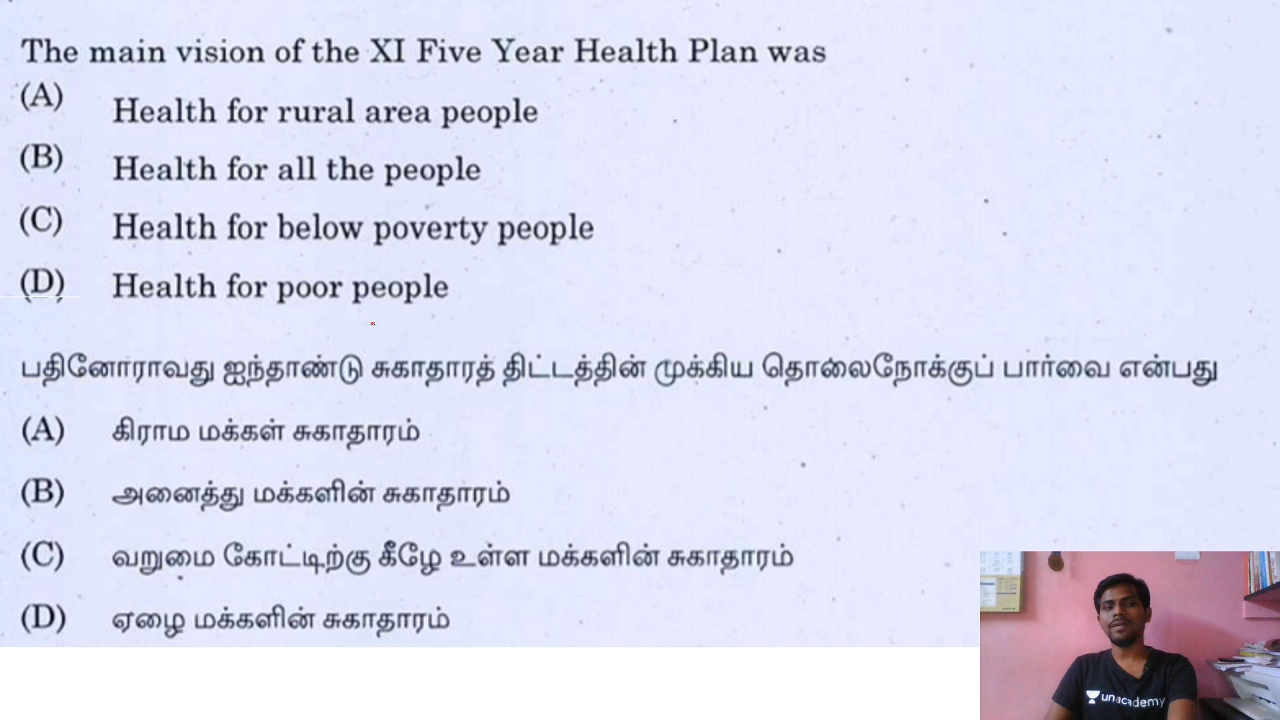 The main vision of the XI Five Year Health Plan was
(A) Health for rural area people
(B) Health for all the people
(C) Health for below poverty people
(D) Health for poor people
பதினோராவது ஐந்தாண்டு சுகாதாரத் திட்டத்தின் முக்கிய தொலைநோக்குப் பார்வை என்பது
(A) கிராம மக்கள் சுகாதாரம்
(B) அனைத்து மக்களின் சுகாதாரம்
(C) வறுமை கோட்டிற்கு கீழே உள்ள மக்களின் சுகாதாரம்
(D) ஏழை மக்களின் சுகாதாரம்
unacademy